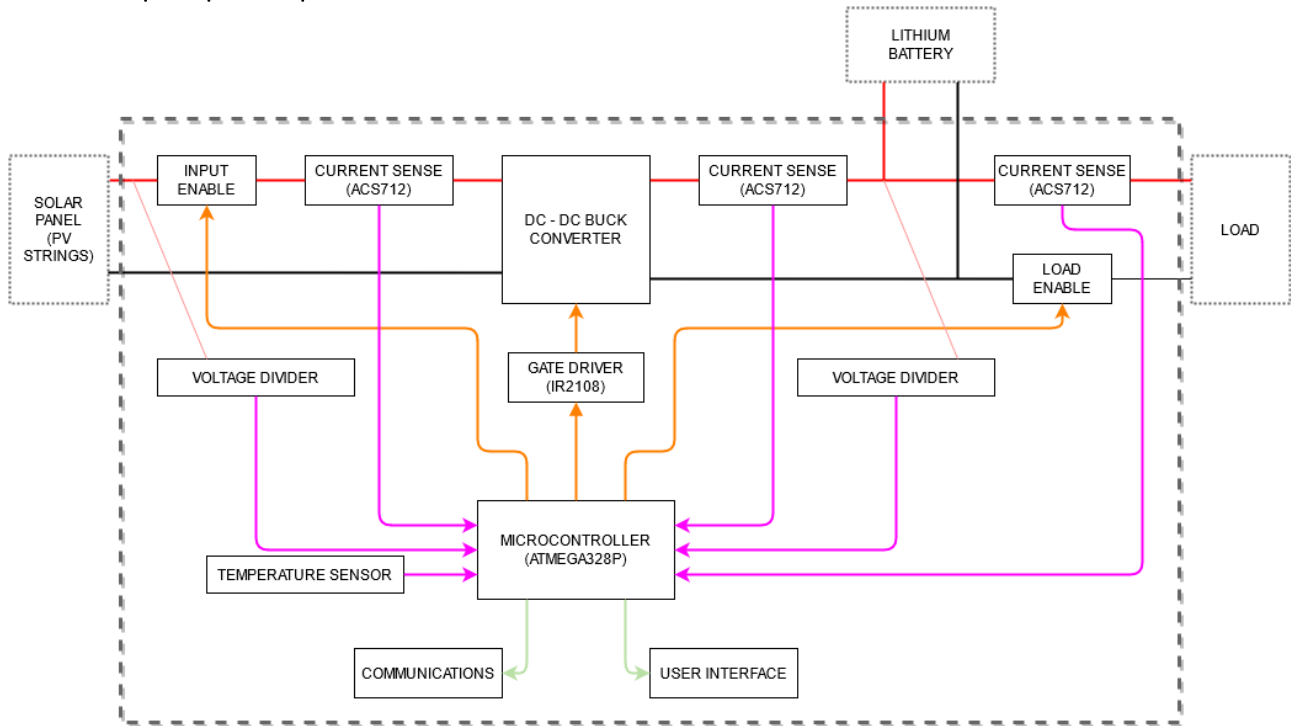 LITHIUM
BATTERY
SOLAR
PANEL
(PV
STRINGS)
INPUT
ENABLE
CURRENT SENSE
(ACS712)
DC - DC BUCK
CONVERTER
CURRENT SENSE
(ACS712)
CURRENT SENSE
(ACS712)
LOAD
LOAD
ENABLE
VOLTAGE DIVIDER
GATE DRIVER
(IR2108)
VOLTAGE DIVIDER
MICROCONTROLLER
(ATMEGA328P)
TEMPERATURE SENSOR
COMMUNICATIONS
USER INTERFACE